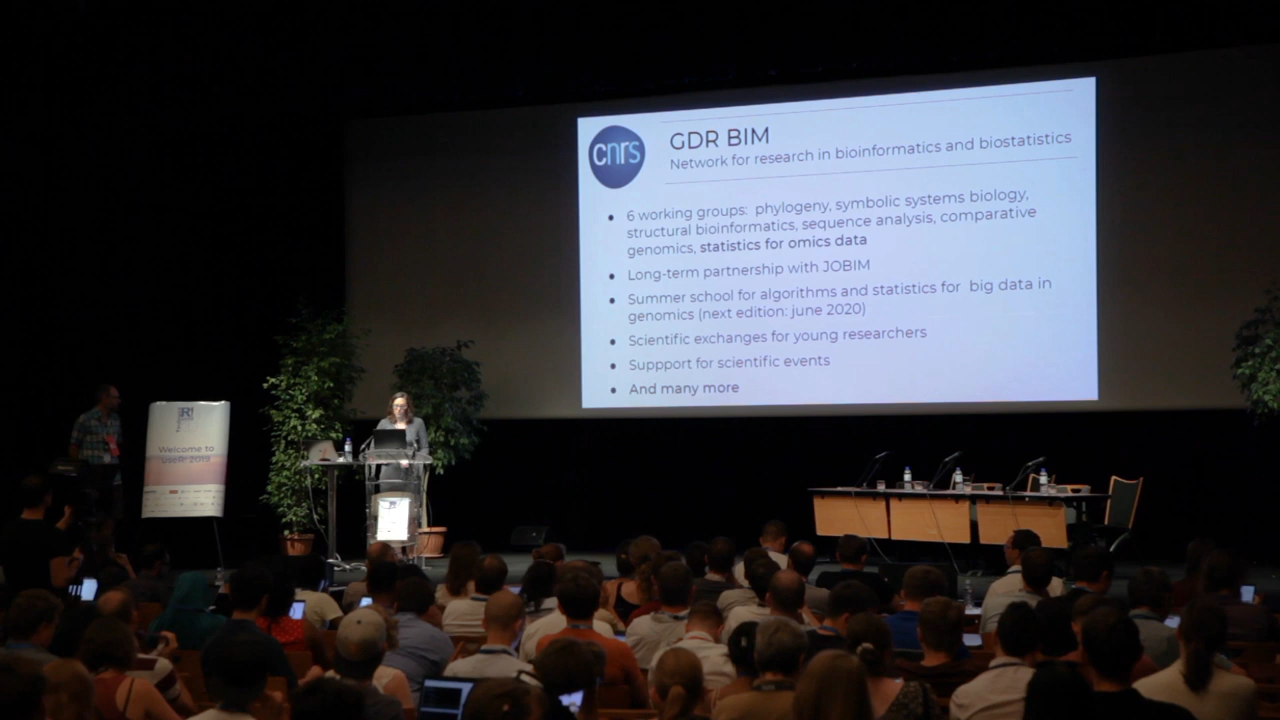 cnrs
GDR BIM
Network for research in bioinformatics and biostatistics
• 6 working groups: phylogeny, symbolic systems biology,
structural bioinformatics, sequence analysis, comparative
genomics, statistics for omics data
• Long-term partnership with JOBIM
• Summer school for algorithms and statistics for big data in
genomics (next edition: june 2020)
• Scientific exchanges for young researchers
• Suppport for scientific events
• And many more
Welcome to
useR! 2019